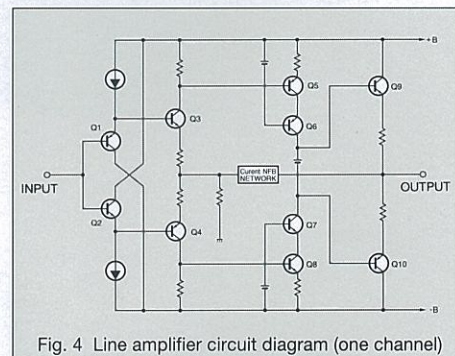 +B
Q5
Q9
Q1
Q3
Q6
Curent NFB
NETWORK
INPUT
OUTPUT
Q2
Q4
Q7
Q8
Q10
-B
Fig. 4 Line amplifier circuit diagram (one channel)